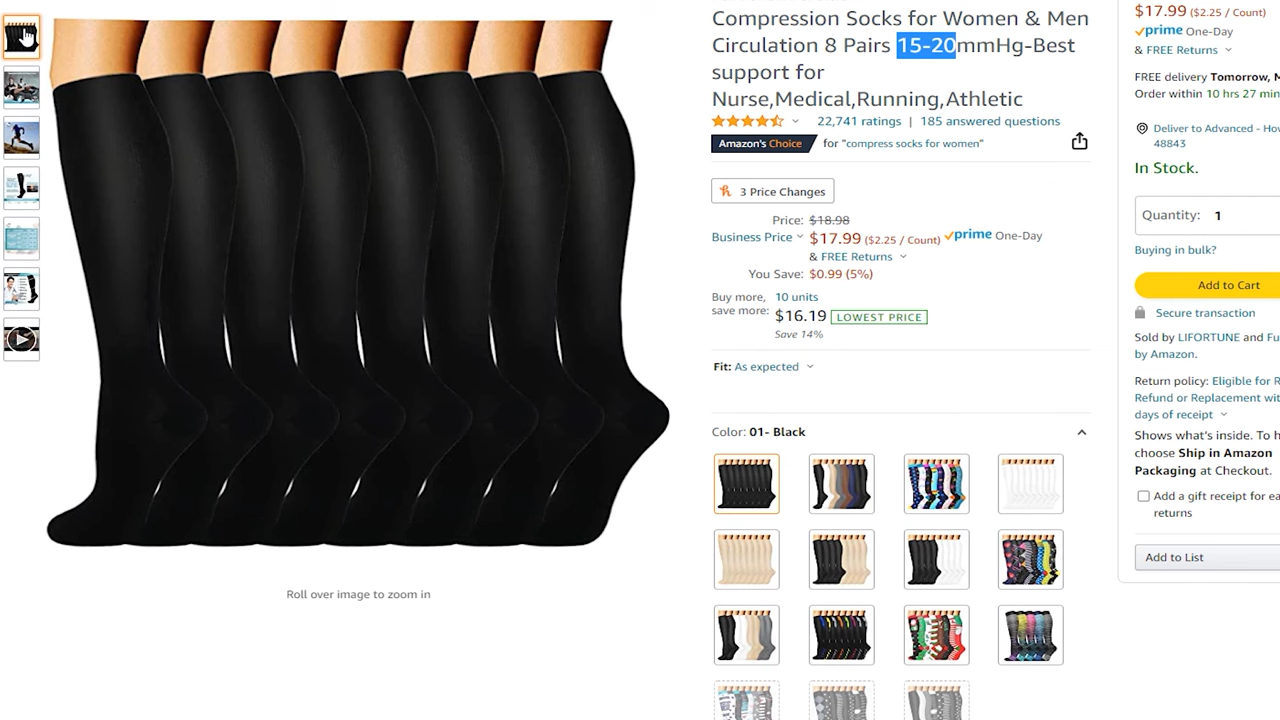 Compression Socks for Women & Men
Circulation 8 Pairs 15-20mmHg-Best
support for
Nurse,Medical,Running,Athletic
22,741 ratings | 185 answered questions
Amazon's Choice for "compress socks for women"
3 Price Changes
Price: $18.98
Business Price $17.99 ($2.25 / Count) prime One-Day
& FREE Returns
You Save: $0.99 (5%)
Buy more, save more: 10 units
$16.19 LOWEST PRICE
Save 14%
Fit: As expected
Color: 01- Black
Roll over image to zoom in
$17.99 ($2.25 / Count)
prime One-Day
& FREE Returns
FREE delivery Tomorrow, M
Order within 10 hrs 27 min
Deliver to Advanced - Ho
48843
In Stock.
Quantity: 1
Buying in bulk?
Add to Cart
Secure transaction
Sold by LIFORTUNE and Fu
by Amazon.
Return policy: Eligible for R
Refund or Replacement wit
days of receipt
Shows what's inside. To h
choose Ship in Amazon
Packaging at Checkout.
Add a gift receipt for ea
returns
Add to List